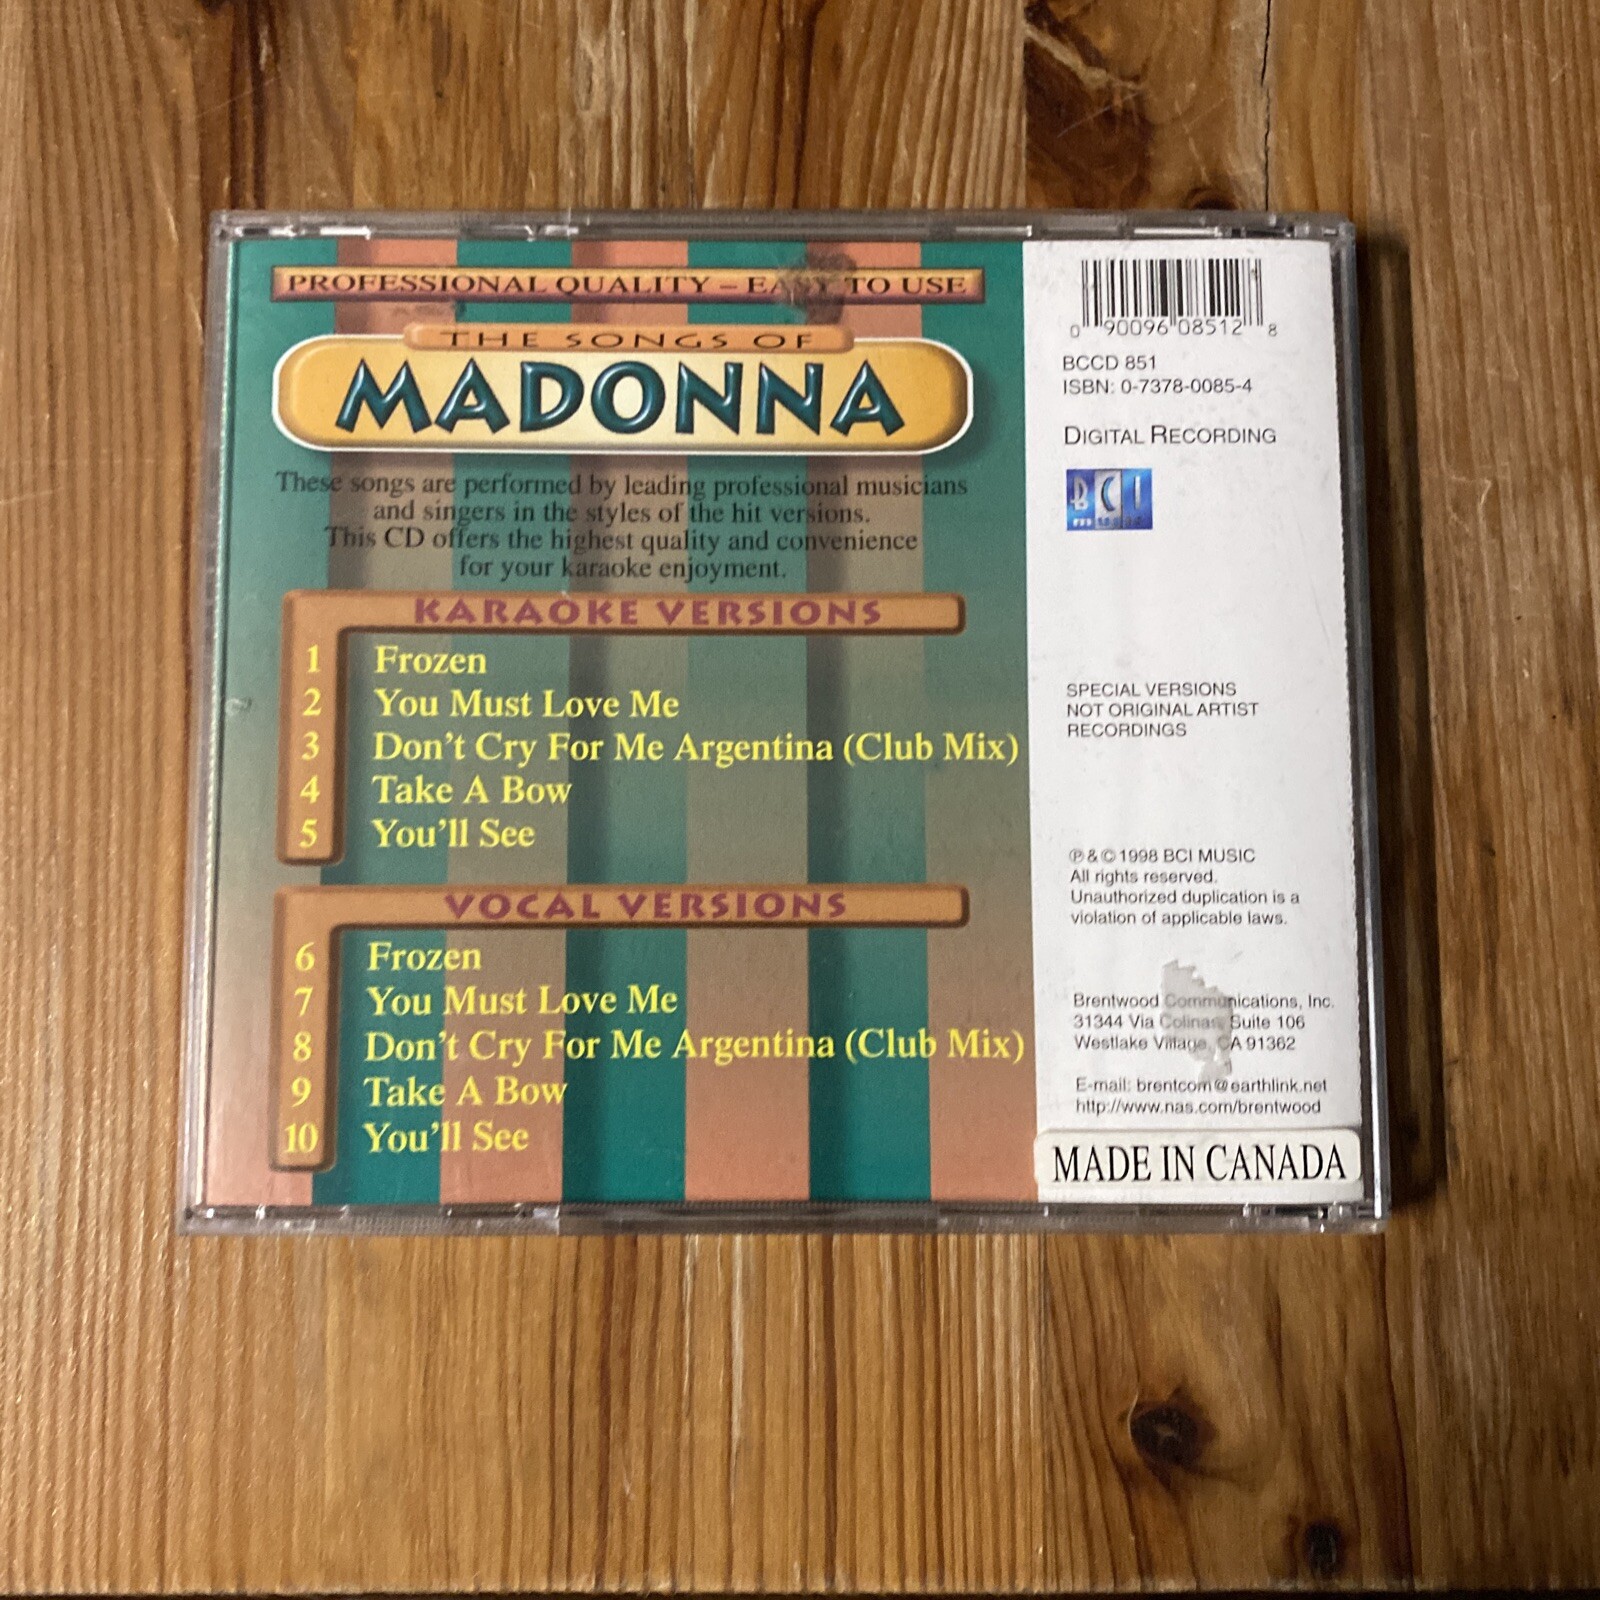 PROFESSIONAL QUALITY – EASY TO USE
THE SONGS OF
MADONNA
These songs are performed by leading professional musicians
and singers in the styles of the hit versions.
This CD offers the highest quality and convenience
for your karaoke enjoyment.
KARAOKE VERSIONS
1 Frozen
2 You Must Love Me
3 Don't Cry For Me Argentina (Club Mix)
4 Take A Bow
5 You'll See
VOCAL VERSIONS
6 Frozen
7 You Must Love Me
8 Don't Cry For Me Argentina (Club Mix)
9 Take A Bow
10 You'll See
0 90096 08512 8
BCCD 851
ISBN: 0-7378-0085-4
DIGITAL RECORDING
BCI
music
SPECIAL VERSIONS
NOT ORIGINAL ARTIST
RECORDINGS
℗ & © 1998 BCI MUSIC
All rights reserved.
Unauthorized duplication is a
violation of applicable laws.
Brentwood Communications, Inc.
31344 Via Colinas, Suite 106
Westlake Village, CA 91362
E-mail: brentcom@earthlink.net
http://www.nas.com/brentwood
MADE IN CANADA